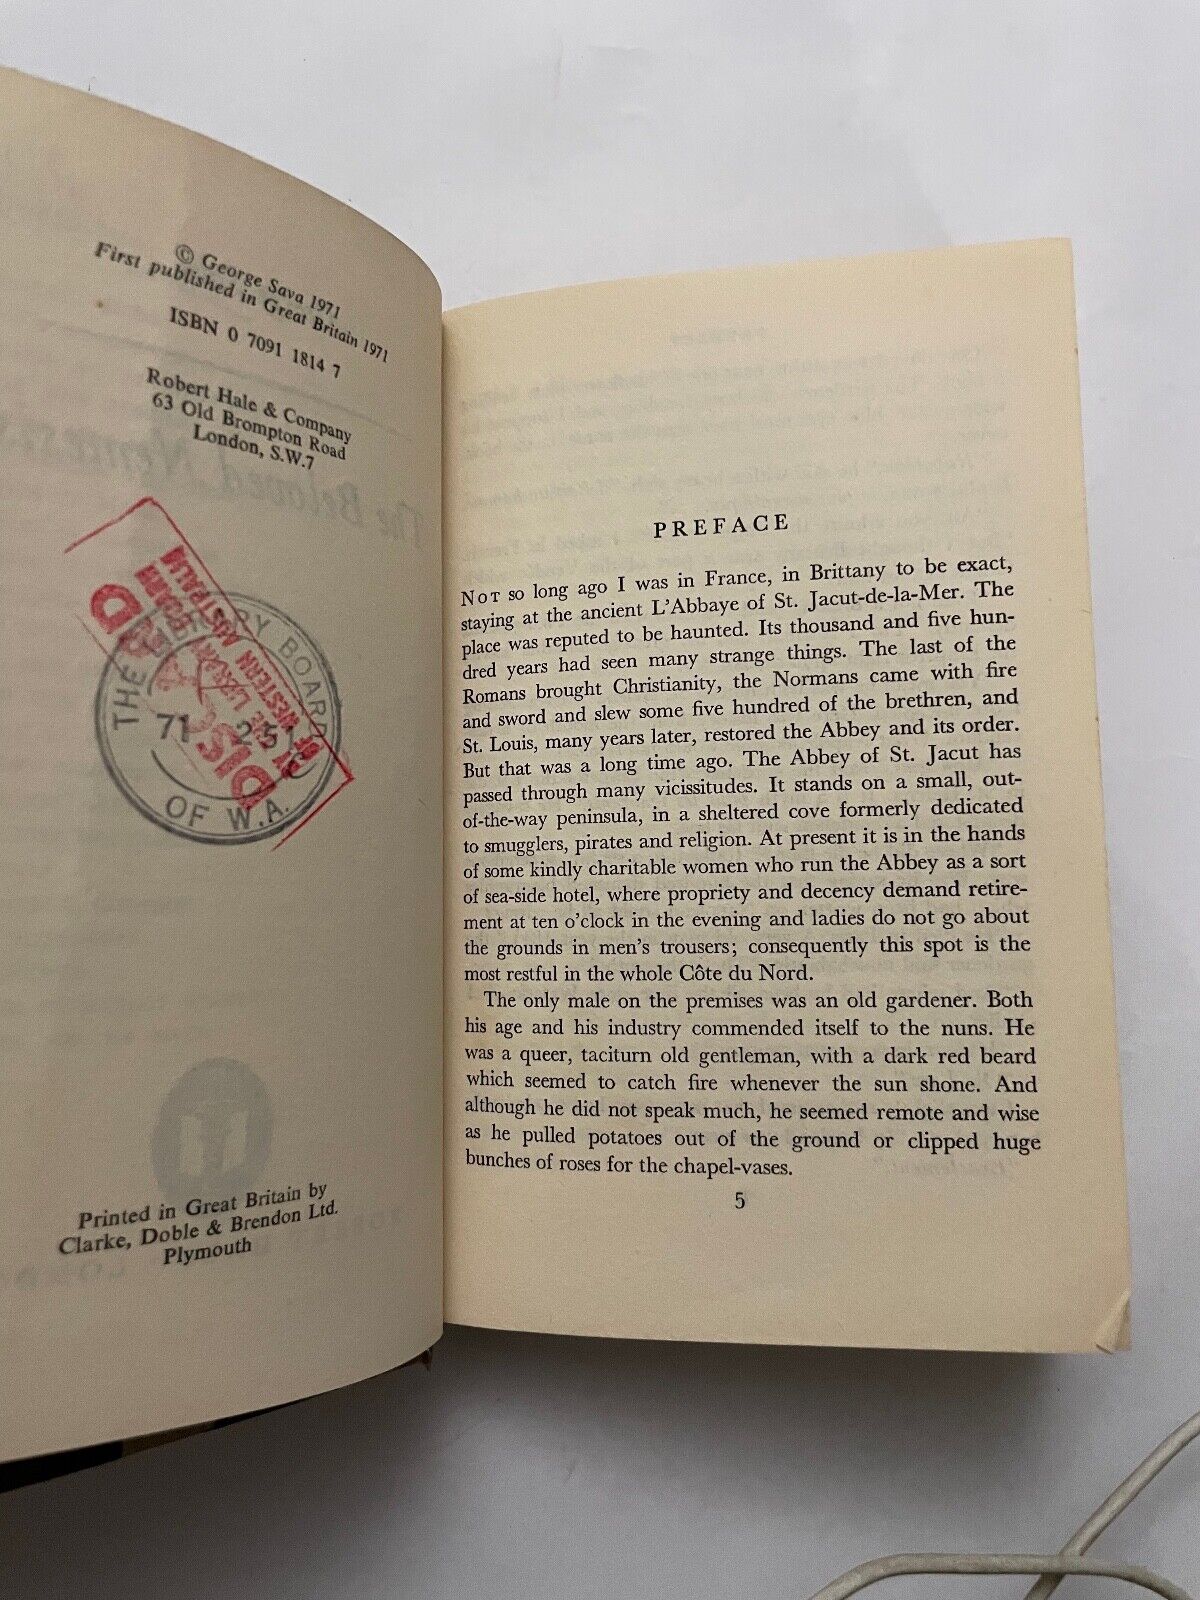 © George Sava 1971
First published in Great Britain 1971
ISBN 0 7091 1814 7
Robert Hale & Company
63 Old Brompton Road
London, S.W.7
The Beloved Nemesis
THE LIBRARY BOARD
71 25
OF W.A.
DISC D
BY THE LIBRARY BOARD
OF WESTERN AUSTRALIA
Printed in Great Britain by
Clarke, Doble & Brendon Ltd.
Plymouth
PREFACE
NOT so long ago I was in France, in Brittany to be exact,
staying at the ancient L'Abbaye of St. Jacut-de-la-Mer. The
place was reputed to be haunted. Its thousand and five hun-
dred years had seen many strange things. The last of the
Romans brought Christianity, the Normans came with fire
and sword and slew some five hundred of the brethren, and
St. Louis, many years later, restored the Abbey and its order.
But that was a long time ago. The Abbey of St. Jacut has
passed through many vicissitudes. It stands on a small, out-
of-the-way peninsula, in a sheltered cove formerly dedicated
to smugglers, pirates and religion. At present it is in the hands
of some kindly charitable women who run the Abbey as a sort
of sea-side hotel, where propriety and decency demand retire-
ment at ten o'clock in the evening and ladies do not go about
the grounds in men's trousers; consequently this spot is the
most restful in the whole Côte du Nord.
The only male on the premises was an old gardener. Both
his age and his industry commended itself to the nuns. He
was a queer, taciturn old gentleman, with a dark red beard
which seemed to catch fire whenever the sun shone. And
although he did not speak much, he seemed remote and wise
as he pulled potatoes out of the ground or clipped huge
bunches of roses for the chapel-vases.
5